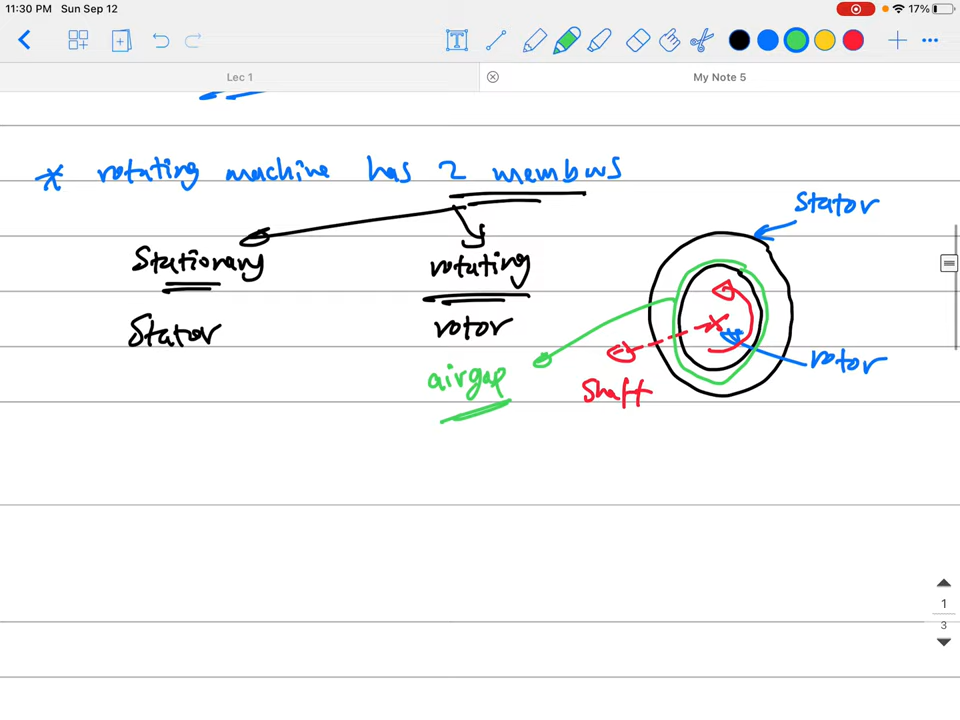 11:30 PM Sun Sep 12
17%
Lec 1
My Note 5
* rotating machine has 2 members
Stator
Stationary
rotating
Stator
rotor
rotor
airgap
Shaft
1
3